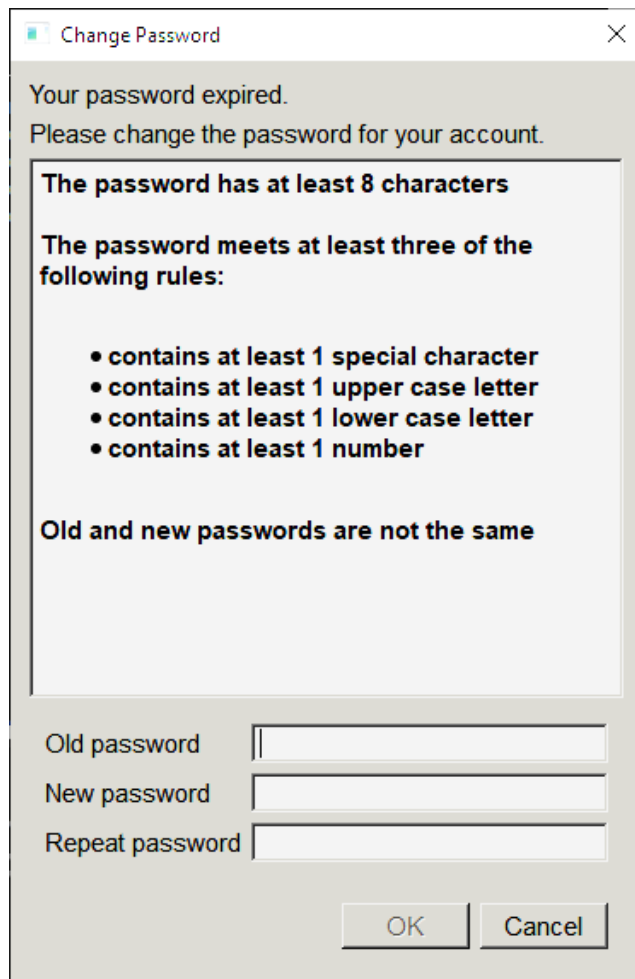 Change Password
Your password expired.
Please change the password for your account.
The password has at least 8 characters
The password meets at least three of the
following rules:
• contains at least 1 special character
• contains at least 1 upper case letter
• contains at least 1 lower case letter
• contains at least 1 number
Old and new passwords are not the same
Old password
New password
Repeat password
OK Cancel